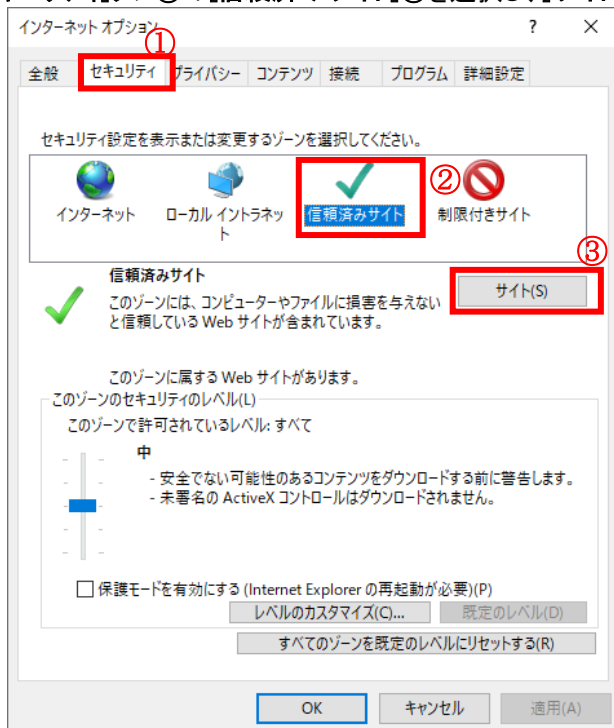 インターネット オプション
?
×
①
全般
セキュリティ
プライバシー
コンテンツ
接続
プログラム
詳細設定
セキュリティ設定を表示または変更するゾーンを選択してください。
②
インターネット
ローカル イントラネッ
ト
信頼済みサイト
制限付きサイト
③
信頼済みサイト
サイト(S)
このゾーンには、コンピューターやファイルに損害を与えない
と信頼している Web サイトが含まれています。
このゾーンに属する Web サイトがあります。
このゾーンのセキュリティのレベル(L)
このゾーンで許可されているレベル: すべて
中
- 安全でない可能性のあるコンテンツをダウンロードする前に警告します。
- 未署名の ActiveX コントロールはダウンロードされません。
保護モードを有効にする (Internet Explorer の再起動が必要)(P)
レベルのカスタマイズ(C)...
既定のレベル(D)
すべてのゾーンを既定のレベルにリセットする(R)
OK
キャンセル
適用(A)